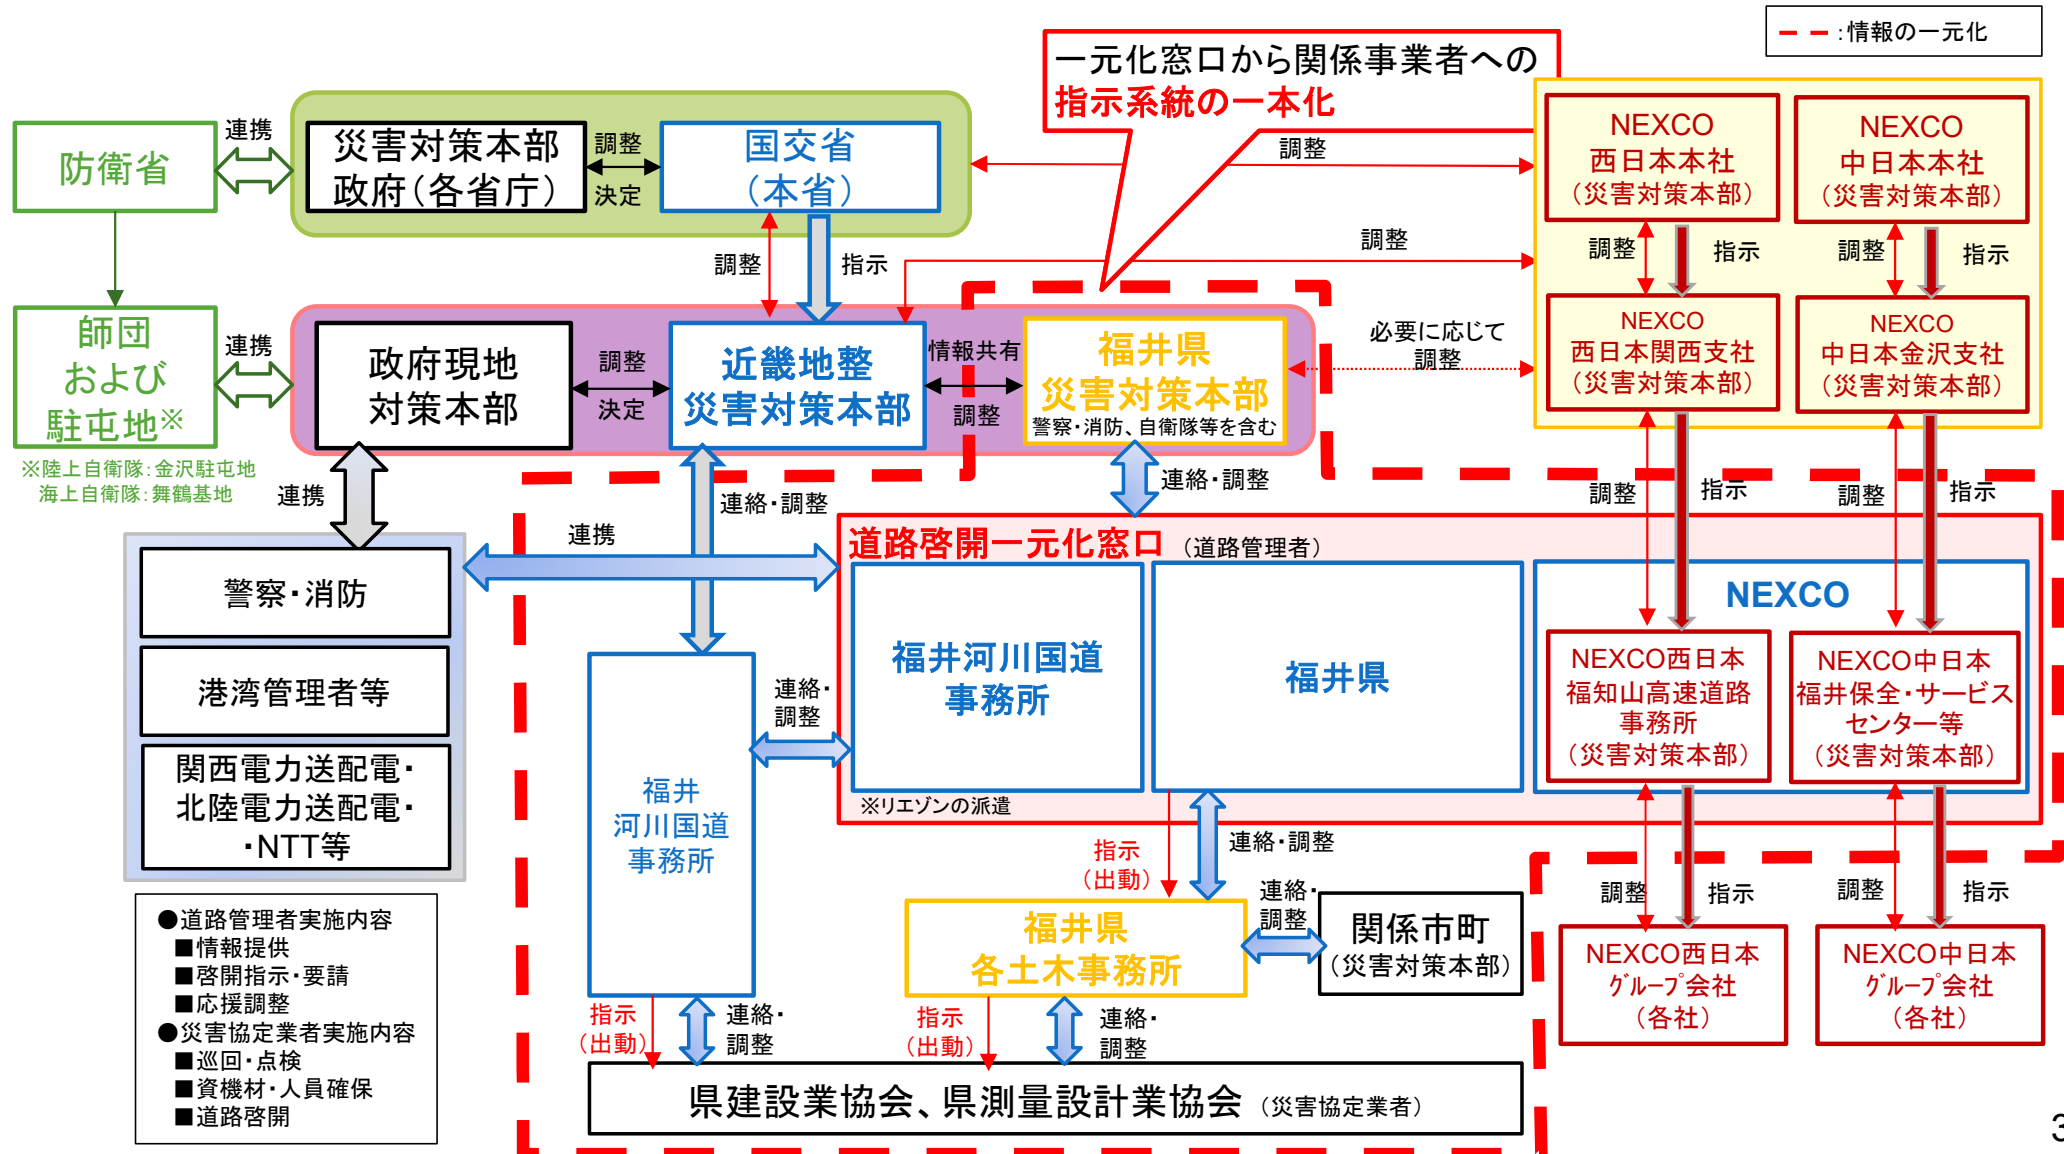 :情報の一元化
一元化窓口から関係事業者への
指示系統の一本化
防衛省
連携
災害対策本部
政府(各省庁)
調整
決定
国交省
(本省)
調整
NEXCO
西日本本社
(災害対策本部)
NEXCO
中日本本社
(災害対策本部)
調整
指示
調整
調整
指示
調整
指示
師団
および
駐屯地※
※陸上自衛隊:金沢駐屯地
海上自衛隊:舞鶴基地
連携
政府現地
対策本部
調整
決定
近畿地整
災害対策本部
情報共有
調整
福井県
災害対策本部
警察・消防、自衛隊等を含む
必要に応じて
調整
NEXCO
西日本関西支社
(災害対策本部)
NEXCO
中日本金沢支社
(災害対策本部)
連携
連絡・調整
連絡・調整
調整
指示
調整
指示
連携
道路啓開一元化窓口 (道路管理者)
警察・消防
港湾管理者等
関西電力送配電・
北陸電力送配電・
・NTT等
福井
河川国道
事務所
連絡・
調整
福井河川国道
事務所
福井県
※リエゾンの派遣
NEXCO
NEXCO西日本
福知山高速道路
事務所
(災害対策本部)
NEXCO中日本
福井保全・サービス
センター等
(災害対策本部)
指示
(出動)
連絡・調整
連絡・
調整
調整
指示
調整
指示
福井県
各土木事務所
関係市町
(災害対策本部)
NEXCO西日本
グループ会社
(各社)
NEXCO中日本
グループ会社
(各社)
●道路管理者実施内容
■情報提供
■啓開指示・要請
■応援調整
●災害協定業者実施内容
■巡回・点検
■資機材・人員確保
■道路啓開
指示
(出動)
連絡・
調整
指示
(出動)
連絡・
調整
県建設業協会、県測量設計業協会 (災害協定業者)
3